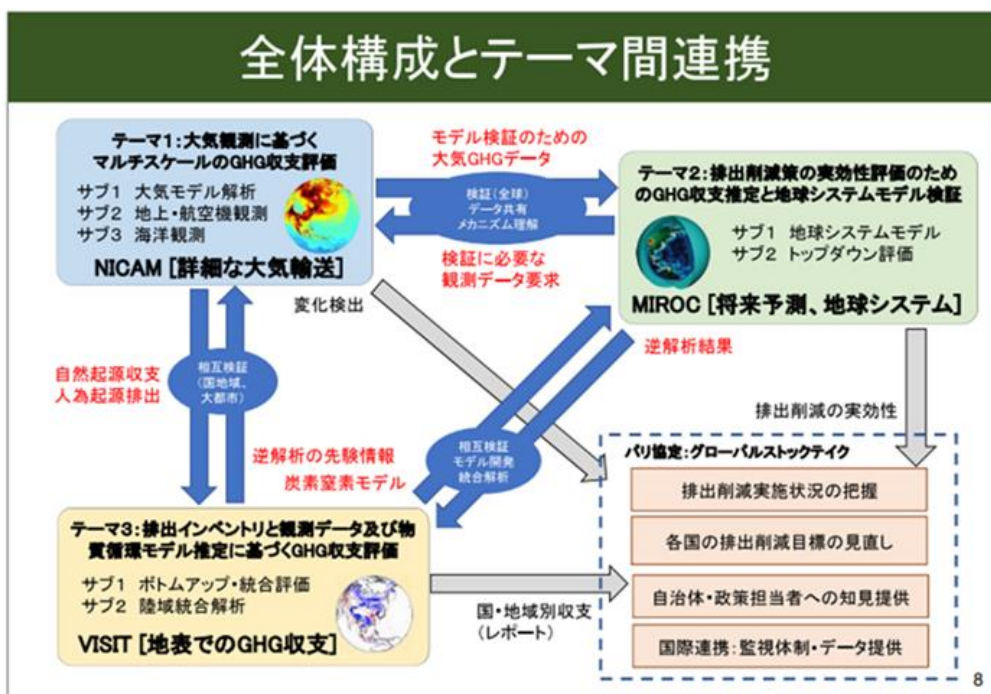 全体構成とテーマ間連携
テーマ1:大気観測に基づく
マルチスケールのGHG収支評価
サブ1 大気モデル解析
サブ2 地上・航空機観測
サブ3 海洋観測
NICAM [詳細な大気輸送]
モデル検証のための
大気GHGデータ
検証(全球)
データ共有
メカニズム理解
検証に必要な
観測データ要求
テーマ2:排出削減策の実効性評価のため
のGHG収支推定と地球システムモデル検証
サブ1 地球システムモデル
サブ2 トップダウン評価
MIROC [将来予測、地球システム]
変化検出
自然起源収支
人為起源排出
相互検証
(国地域、
大都市)
逆解析結果
排出削減の実効性
逆解析の先験情報
炭素窒素モデル
相互検証
モデル開発
統合解析
テーマ3:排出インベントリと観測データ及び物
質循環モデル推定に基づくGHG収支評価
サブ1 ボトムアップ・統合評価
サブ2 陸域統合解析
VISIT [地表でのGHG収支]
国・地域別収支
(レポート)
パリ協定:グローバルストックテイク
排出削減実施状況の把握
各国の排出削減目標の見直し
自治体・政策担当者への知見提供
国際連携:監視体制・データ提供
8